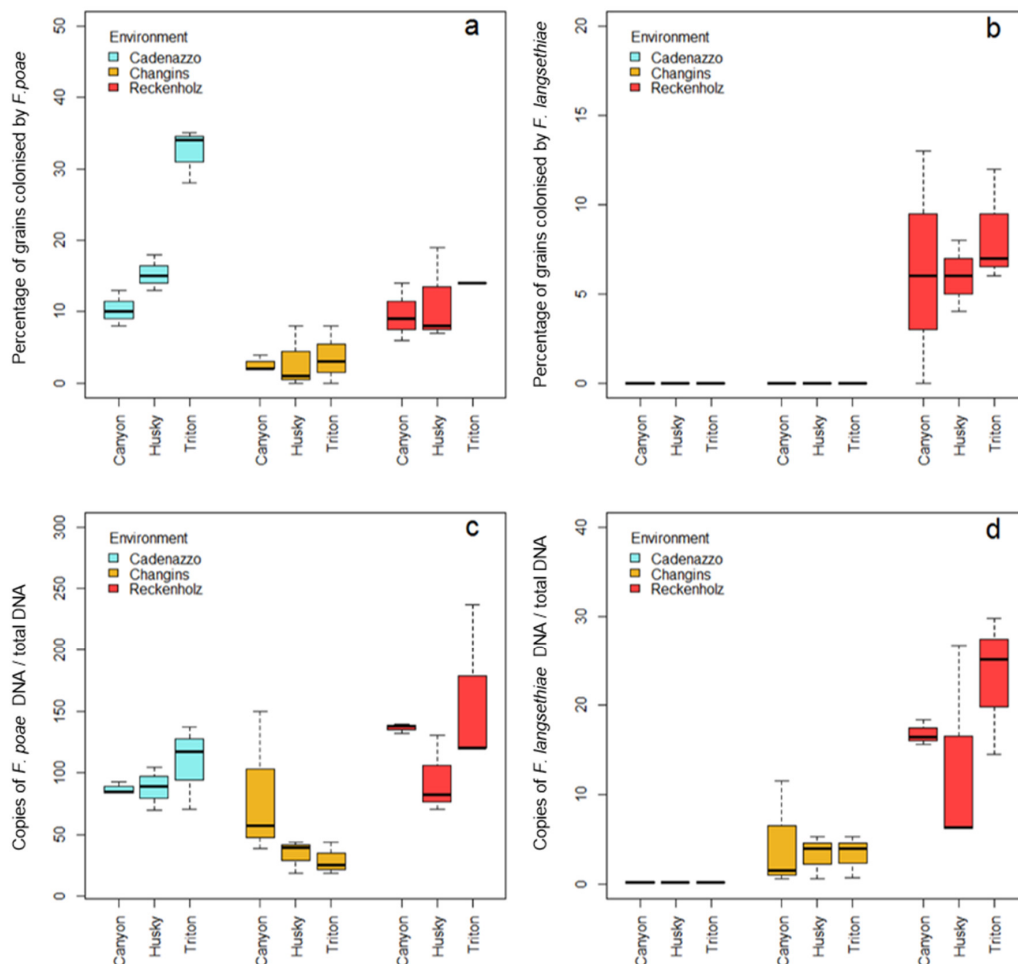 a
Percentage of grains colonised by F.poae
50
40
30
20
10
0
Environment
Cadenazzo
Changins
Reckenholz
Canyon
Husky
Triton
Canyon
Husky
Triton
Canyon
Husky
Triton
b
Percentage of grains colonised by F. langsethiae
20
15
10
5
0
Environment
Cadenazzo
Changins
Reckenholz
Canyon
Husky
Triton
Canyon
Husky
Triton
Canyon
Husky
Triton
c
Copies of F. poae DNA / total DNA
300
250
200
150
100
50
0
Environment
Cadenazzo
Changins
Reckenholz
Canyon
Husky
Triton
Canyon
Husky
Triton
Canyon
Husky
Triton
d
Copies of F. langsethiae DNA / total DNA
40
30
20
10
0
Environment
Cadenazzo
Changins
Reckenholz
Canyon
Husky
Triton
Canyon
Husky
Triton
Canyon
Husky
Triton